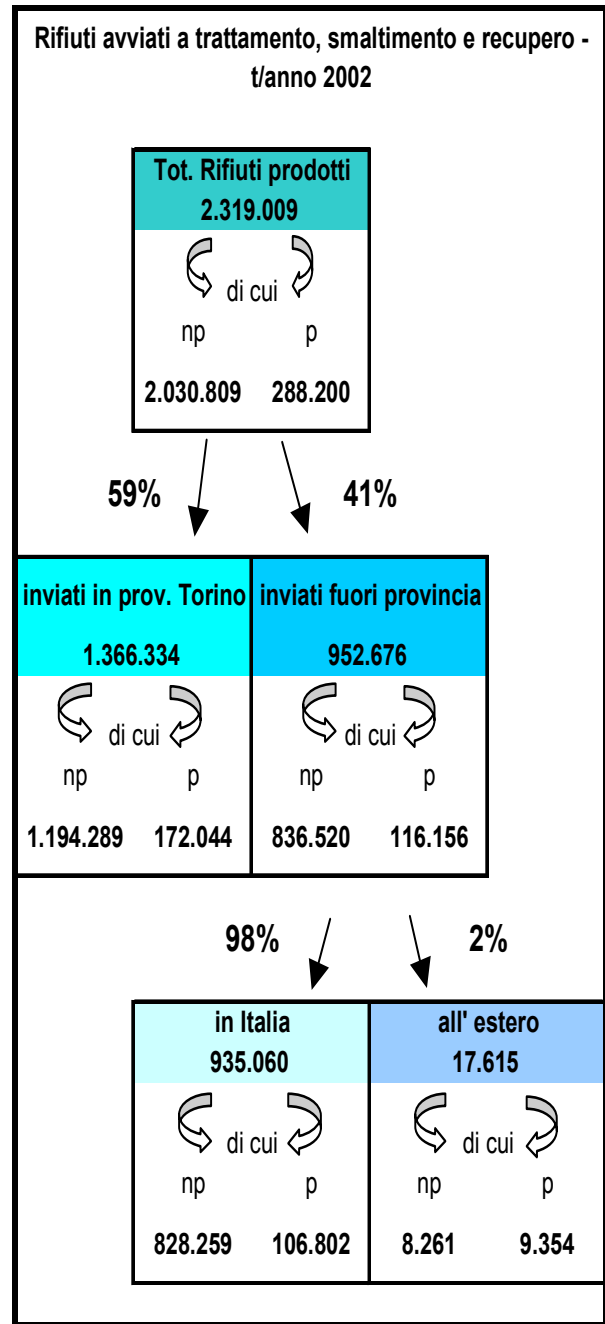 Rifiuti avviati a trattamento, smaltimento e recupero -
t/anno 2002
Tot. Rifiuti prodotti
2.319.009
di cui
np p
2.030.809 288.200
59% 41%
inviati in prov. Torino inviati fuori provincia
1.366.334 952.676
di cui di cui
np p np p
1.194.289 172.044 836.520 116.156
98% 2%
in Italia all' estero
935.060 17.615
di cui di cui
np p np p
828.259 106.802 8.261 9.354